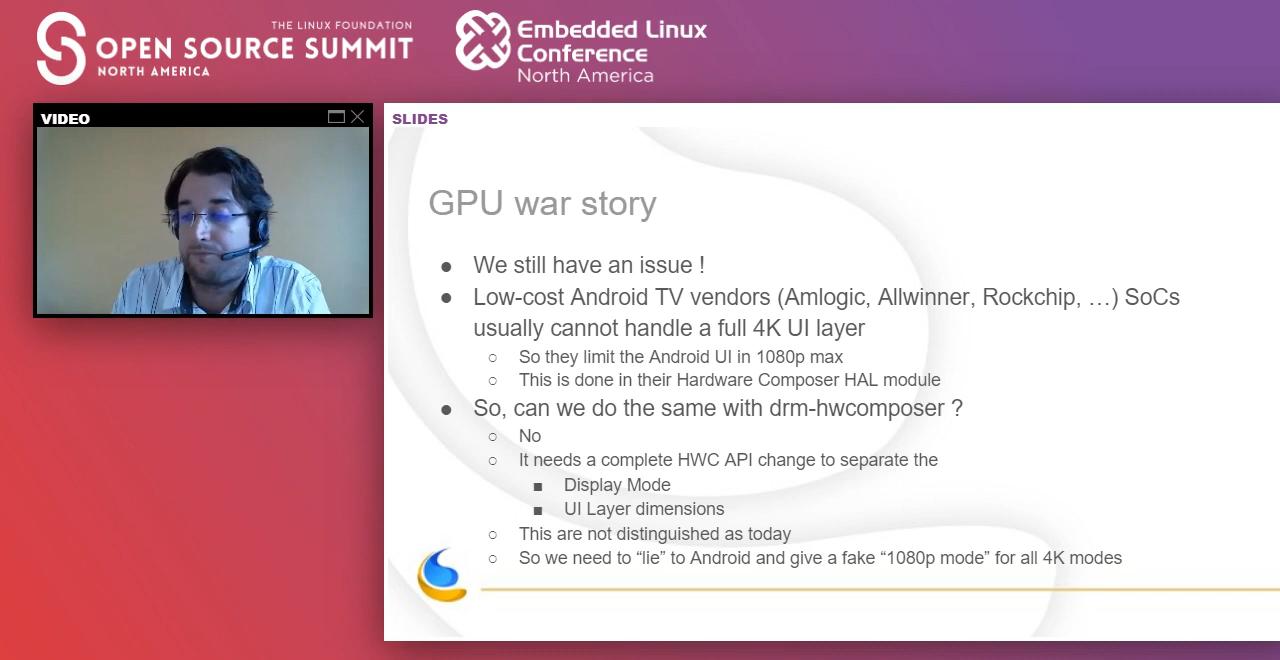 THE LINUX FOUNDATION
OPEN SOURCE SUMMIT
NORTH AMERICA
Embedded Linux
Conference
North America
VIDEO
SLIDES
GPU war story
● We still have an issue !
● Low-cost Android TV vendors (Amlogic, Allwinner, Rockchip, …) SoCs
usually cannot handle a full 4K UI layer
○ So they limit the Android UI in 1080p max
○ This is done in their Hardware Composer HAL module
● So, can we do the same with drm-hwcomposer ?
○ No
○ It needs a complete HWC API change to separate the
■ Display Mode
■ UI Layer dimensions
○ This are not distinguished as today
○ So we need to “lie” to Android and give a fake “1080p mode” for all 4K modes